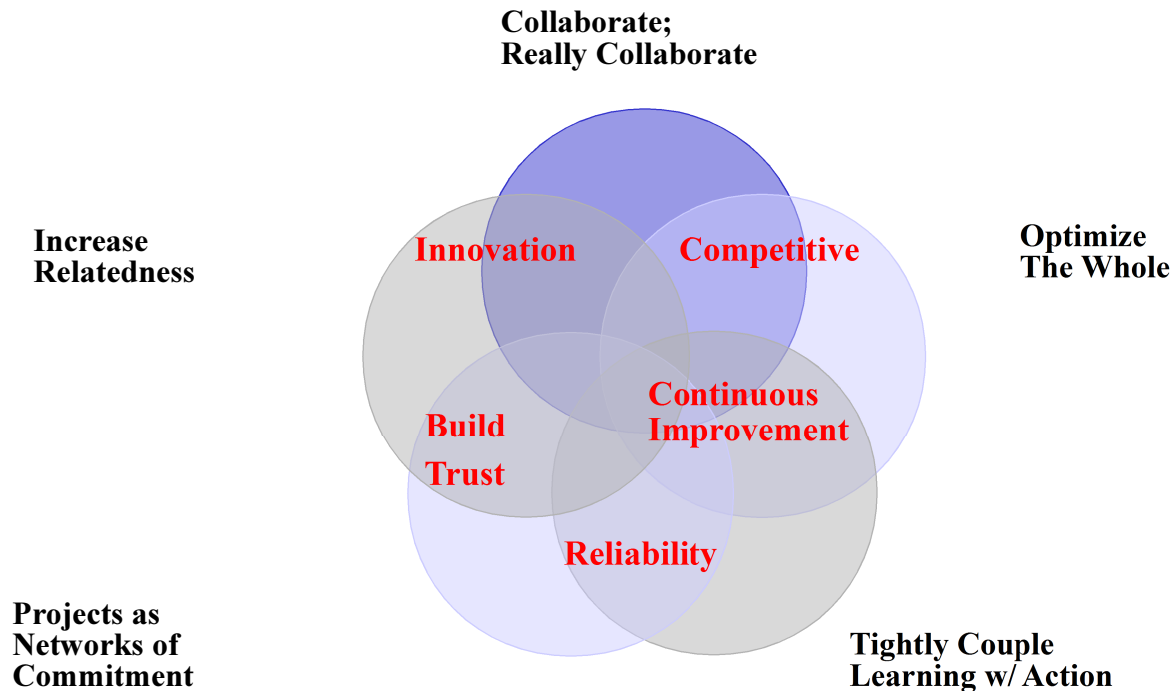 Collaborate;
Really Collaborate
Increase
Relatedness
Innovation
Competitive
Optimize
The Whole
Continuous
Improvement
Build
Trust
Reliability
Projects as
Networks of
Commitment
Tightly Couple
Learning w/ Action